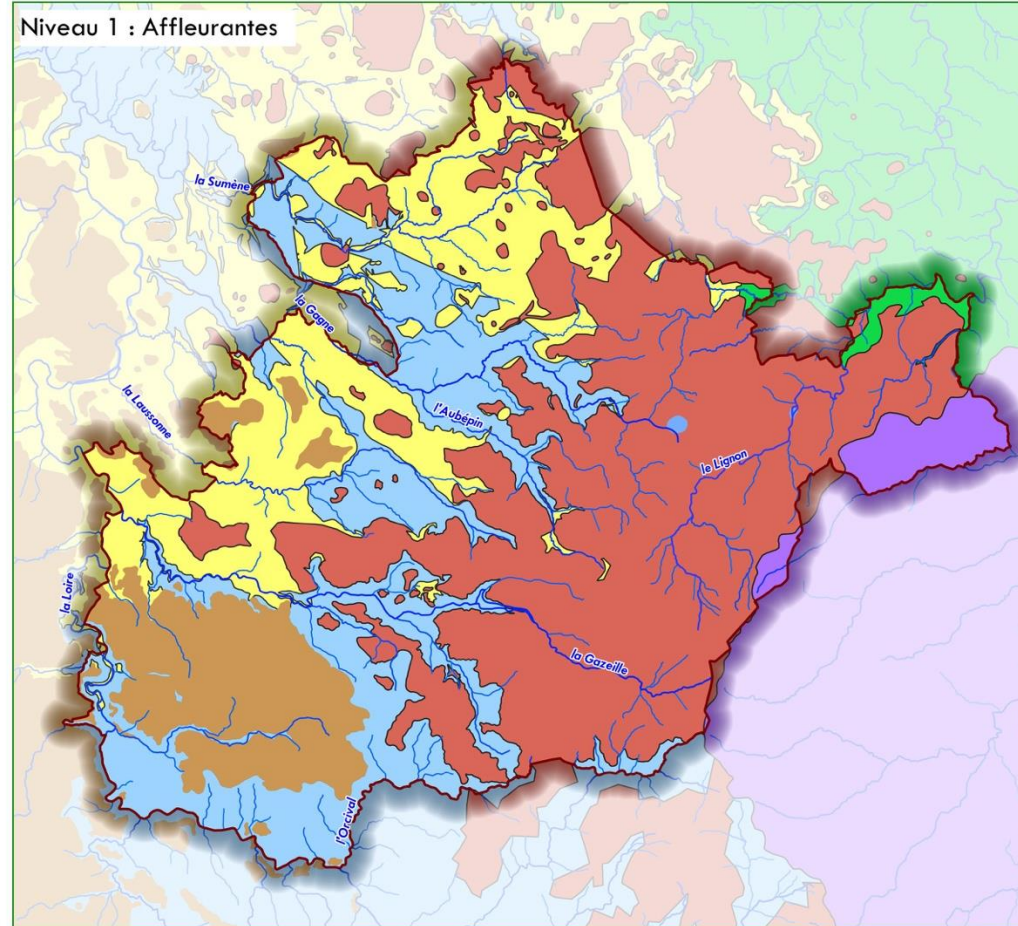 Niveau 1 : Affleurantes
la Sumène
la Gagne
la Laussonne
l'Aubépin
le Lignon
la Loire
la Gazeille
l'Orcival